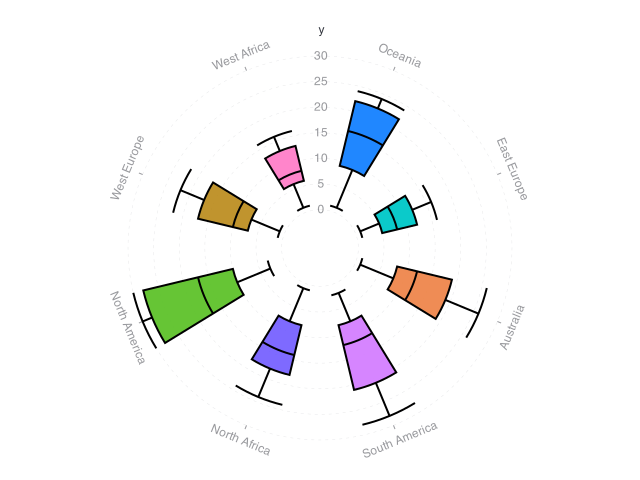 y
30
25
20
15
10
5
0
Oceania
East Europe
Australia
South America
North Africa
North America
West Europe
West Africa